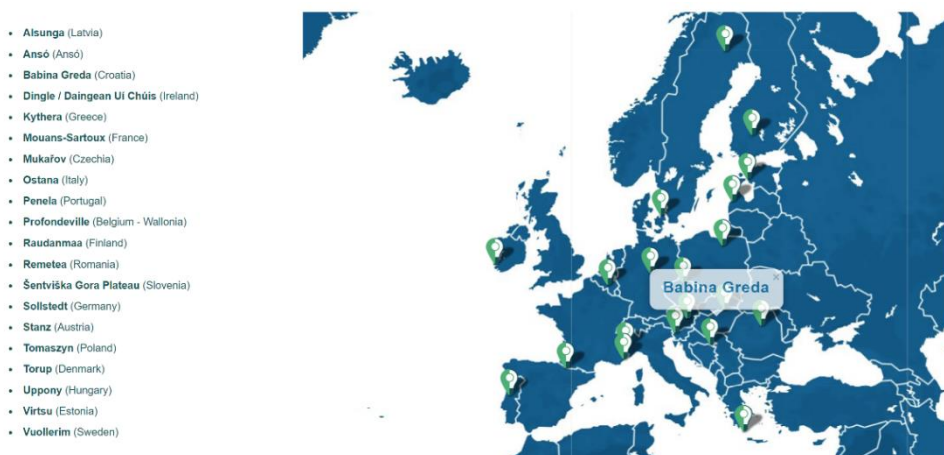 Alsunga (Latvia)
Ansó (Ansó)
Babina Greda (Croatia)
Dingle / Daingean Uí Chúis (Ireland)
Kythera (Greece)
Mouans-Sartoux (France)
Mukařov (Czechia)
Ostana (Italy)
Penela (Portugal)
Profondeville (Belgium - Wallonia)
Raudanmaa (Finland)
Remetea (Romania)
Šentviška Gora Plateau (Slovenia)
Sollstedt (Germany)
Stanz (Austria)
Tomaszyn (Poland)
Torup (Denmark)
Uppony (Hungary)
Virtsu (Estonia)
Vuollerim (Sweden)
Babina Greda